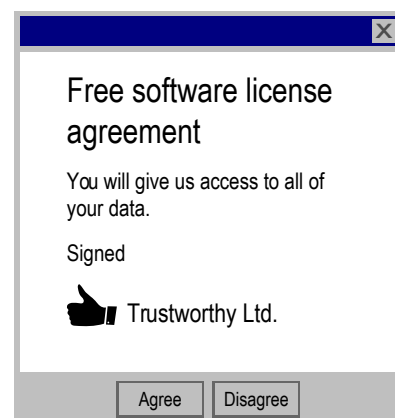 Free software license
agreement
You will give us access to all of
your data.
Signed
Trustworthy Ltd.
Agree Disagree